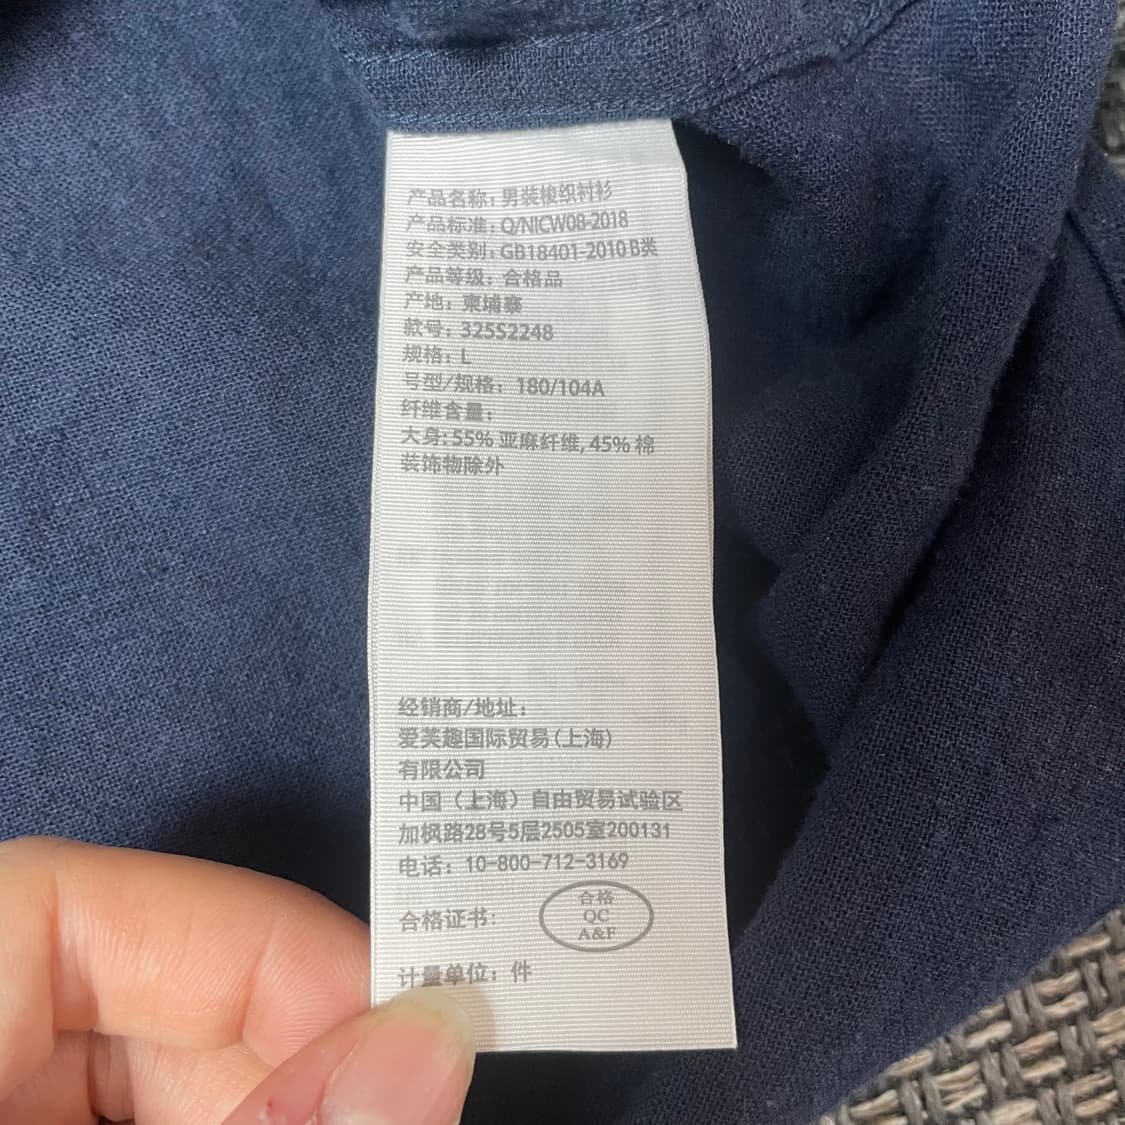 产品名称: 男装梭织衬衫
产品标准: Q/NICW08-2018
安全类别: GB18401-2010 B类
产品等级: 合格品
产地: 柬埔寨
款号: 325S2248
规格: L
号型/规格: 180/104A
纤维含量:
大身: 55% 亚麻纤维, 45% 棉
装饰物除外
经销商/地址:
爱芙趣国际贸易(上海)
有限公司
中国 (上海) 自由贸易试验区
加枫路28号5层2505室200131
电话: 10-800-712-3169
合格证书:
合格
QC
A&F
计量单位: 件